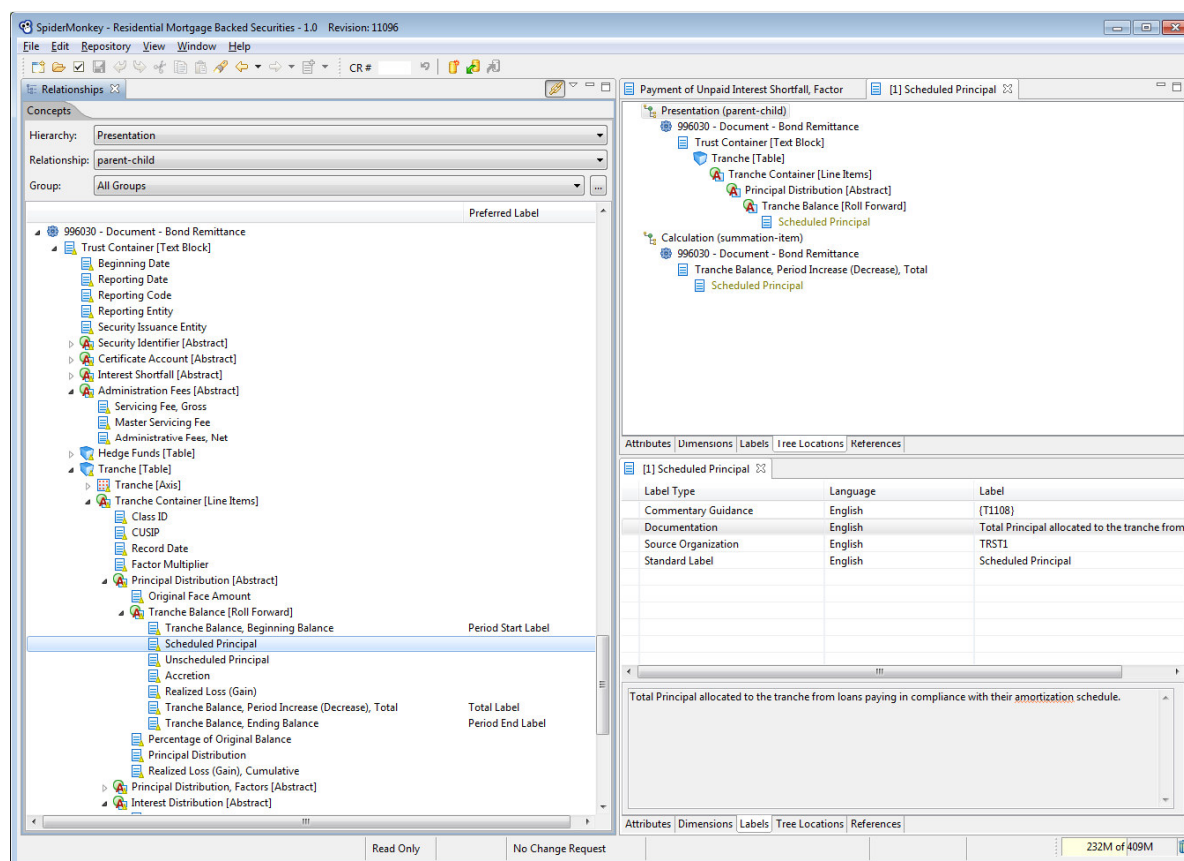 SpiderMonkey - Residential Mortgage Backed Securities - 1.0 Revision: 11096
File Edit Repository View Window Help
CR #
Relationships
Concepts
Hierarchy: Presentation
Relationship: parent-child
Group: All Groups ...
Preferred Label
996030 - Document - Bond Remittance
Trust Container [Text Block]
Beginning Date
Reporting Date
Reporting Code
Reporting Entity
Security Issuance Entity
Security Identifier [Abstract]
Certificate Account [Abstract]
Interest Shortfall [Abstract]
Administration Fees [Abstract]
Servicing Fee, Gross
Master Servicing Fee
Administrative Fees, Net
Hedge Funds [Table]
Tranche [Table]
Tranche [Axis]
Tranche Container [Line Items]
Class ID
CUSIP
Record Date
Factor Multiplier
Principal Distribution [Abstract]
Original Face Amount
Tranche Balance [Roll Forward]
Tranche Balance, Beginning Balance Period Start Label
Scheduled Principal
Unscheduled Principal
Accretion
Realized Loss (Gain)
Tranche Balance, Period Increase (Decrease), Total Total Label
Tranche Balance, Ending Balance Period End Label
Percentage of Original Balance
Principal Distribution
Realized Loss (Gain), Cumulative
Principal Distribution, Factors [Abstract]
Interest Distribution [Abstract]
Payment of Unpaid Interest Shortfall, Factor [1] Scheduled Principal
Presentation (parent-child)
996030 - Document - Bond Remittance
Trust Container [Text Block]
Tranche [Table]
Tranche Container [Line Items]
Principal Distribution [Abstract]
Tranche Balance [Roll Forward]
Scheduled Principal
Calculation (summation-item)
996030 - Document - Bond Remittance
Tranche Balance, Period Increase (Decrease), Total
Scheduled Principal
Attributes Dimensions Labels Tree Locations References
[1] Scheduled Principal
Label Type Language Label
Commentary Guidance English {T1108}
Documentation English Total Principal allocated to the tranche from
Source Organization English TRST1
Standard Label English Scheduled Principal
Total Principal allocated to the tranche from loans paying in compliance with their amortization schedule.
Attributes Dimensions Labels Tree Locations References
Read Only No Change Request 232M of 409M